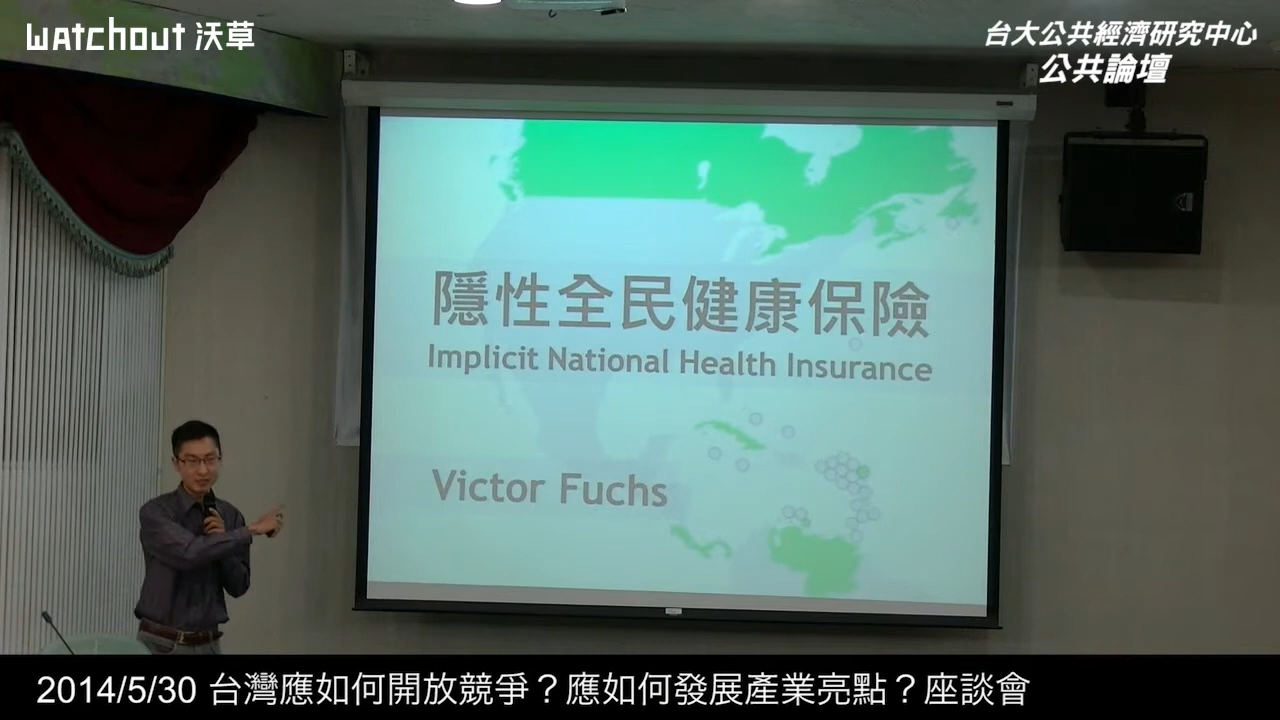 WATCHOUT 沃草
台大公共經濟研究中心
公共論壇
隱性全民健康保險
Implicit National Health Insurance
Victor Fuchs
2014/5/30 台灣應如何開放競爭？應如何發展產業亮點？座談會